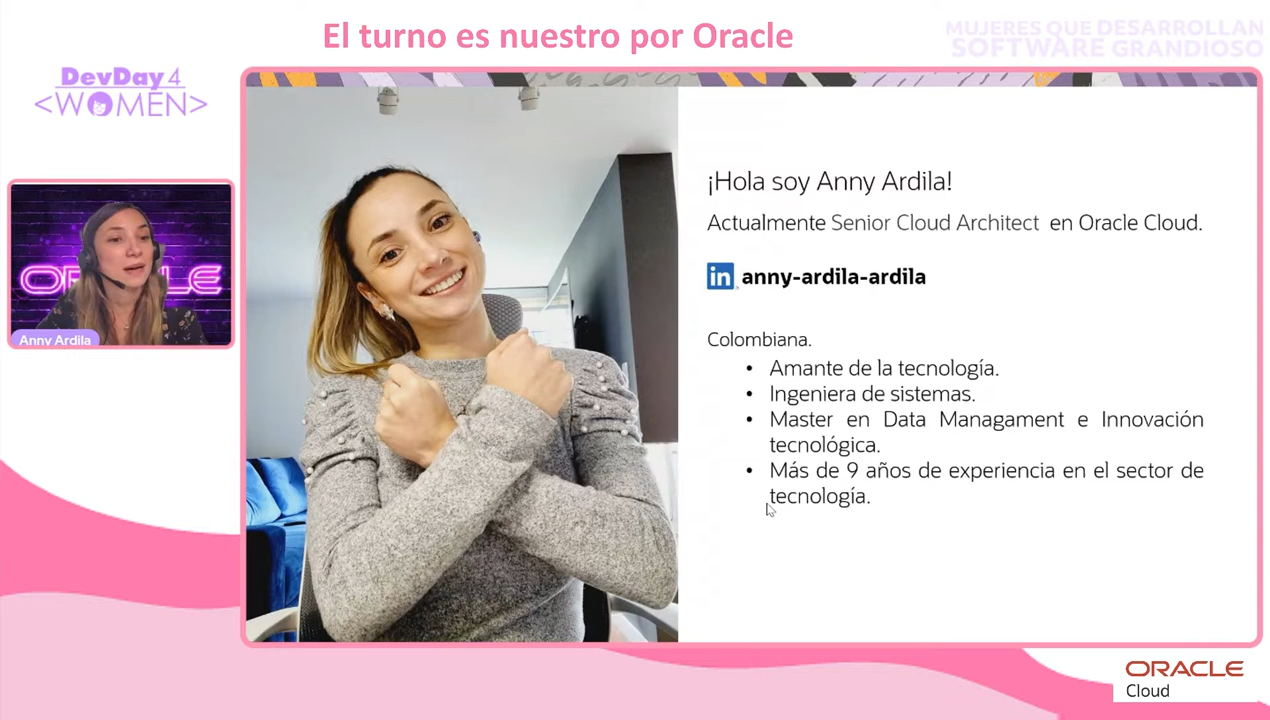 El turno es nuestro por Oracle
MUJERES QUE DESARROLLAN
SOFTWARE GRANDIOSO
DevDay 4
<WOMEN>
ORACLE
Anny Ardila
¡Hola soy Anny Ardila!
Actualmente Senior Cloud Architect en Oracle Cloud.
in anny-ardila-ardila
Colombiana.
• Amante de la tecnología.
• Ingeniera de sistemas.
• Master en Data Managament e Innovación
tecnológica.
• Más de 9 años de experiencia en el sector de
tecnología.
ORACLE
Cloud